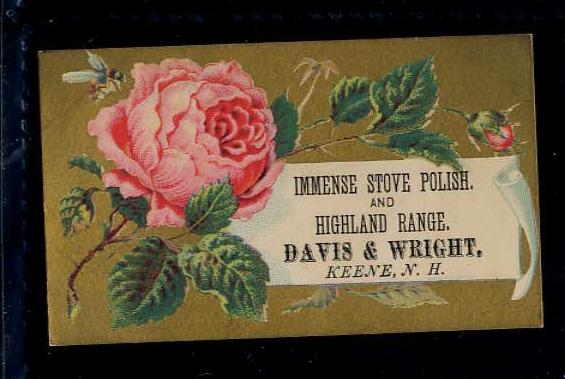 IMMENSE STOVE POLISH.
AND
HIGHLAND RANGE.
DAVIS & WRIGHT,
KEENE, N. H.